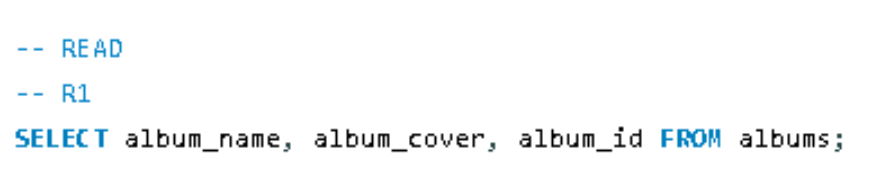 -- READ
-- R1
SELECT album_name, album_cover, album_id FROM albums;